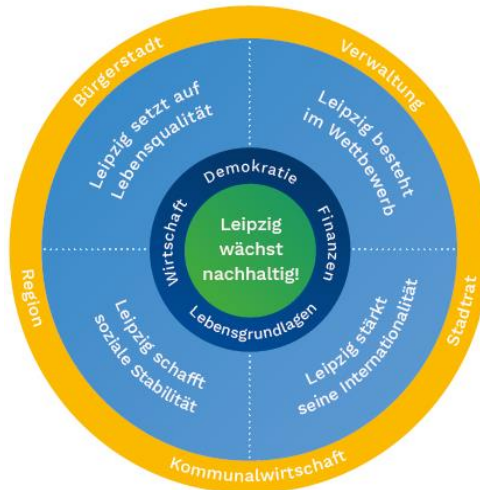 Bürgerstadt
Verwaltung
Leipzig setzt auf
Lebensqualität
Leipzig besteht
im Wettbewerb
Demokratie
Wirtschaft
Finanzen
Leipzig
wächst
nachhaltig!
Lebensgrundlagen
Region
Stadtrat
Leipzig schafft
soziale Stabilität
Leipzig stärkt
seine Internationalität
Kommunalwirtschaft